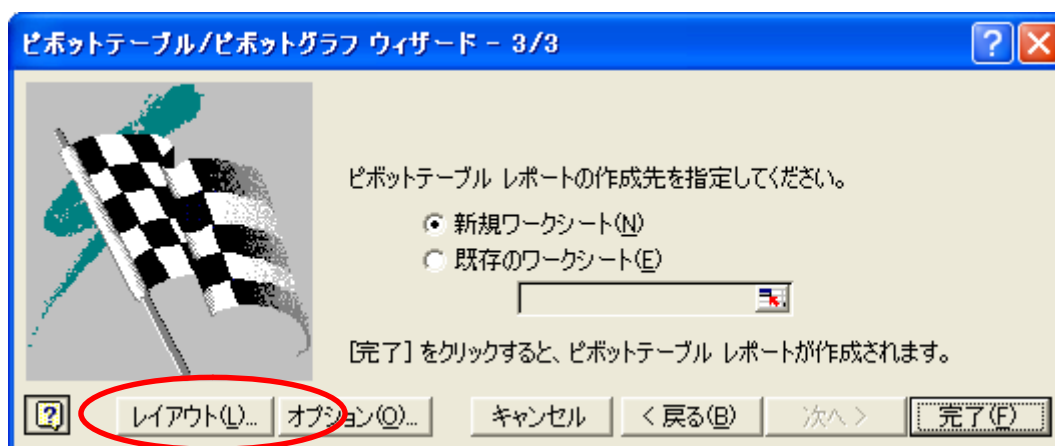 ピボットテーブル/ピボットグラフ ウィザード - 3/3
ピボットテーブル レポートの作成先を指定してください。
新規ワークシート(N)
既存のワークシート(E)
[完了] をクリックすると、ピボットテーブル レポートが作成されます。
レイアウト(L)... オプション(O)... キャンセル < 戻る(B) 次へ > 完了(F)